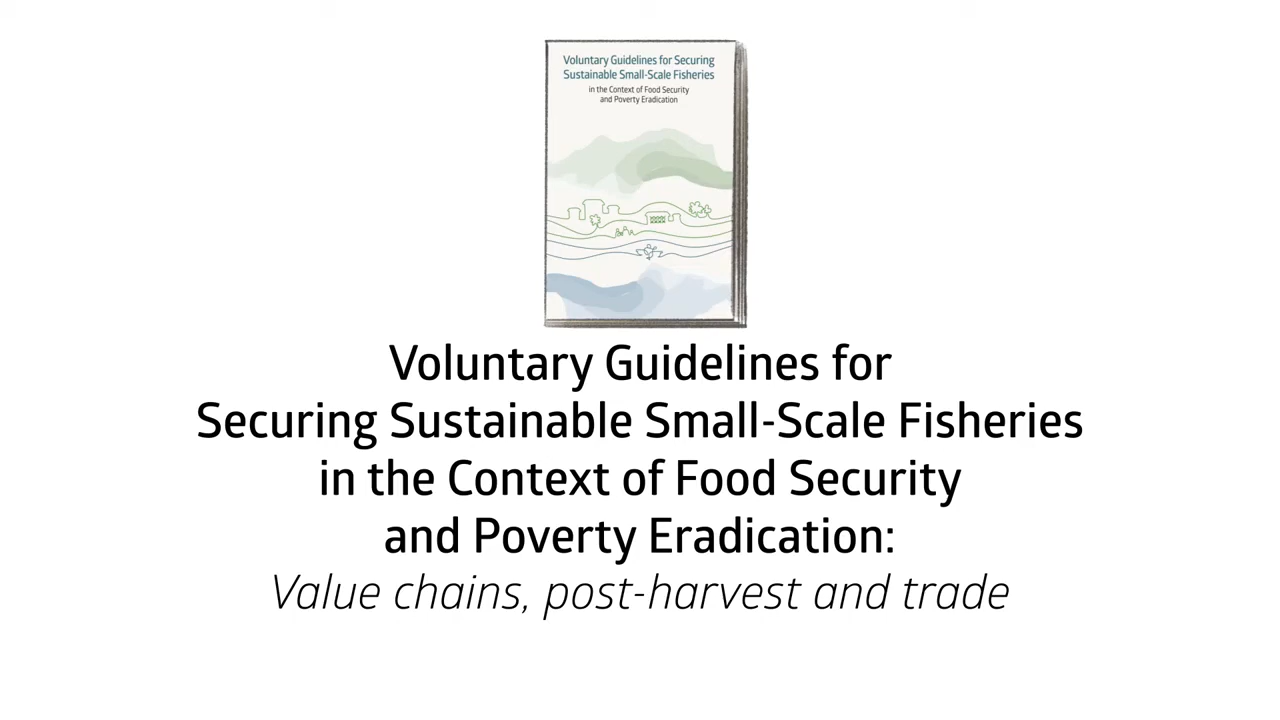 Voluntary Guidelines for Securing
Sustainable Small-Scale Fisheries
in the Context of Food Security
and Poverty Eradication
Voluntary Guidelines for
Securing Sustainable Small-Scale Fisheries
in the Context of Food Security
and Poverty Eradication:
Value chains, post-harvest and trade